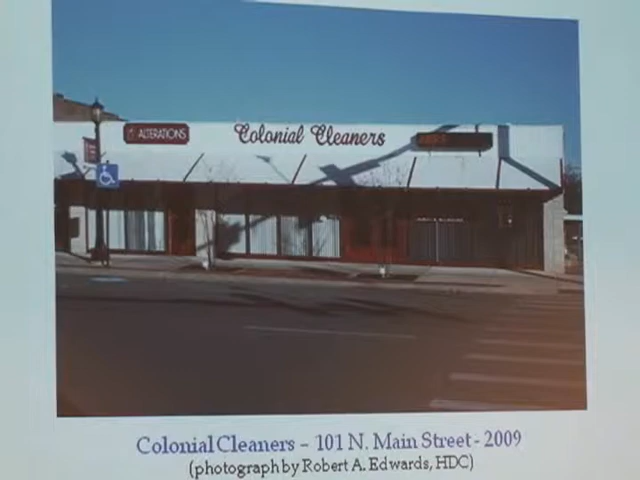 ALTERATIONS
Colonial Cleaners
Colonial Cleaners – 101 N. Main Street - 2009
(photograph by Robert A. Edwards, HDC)